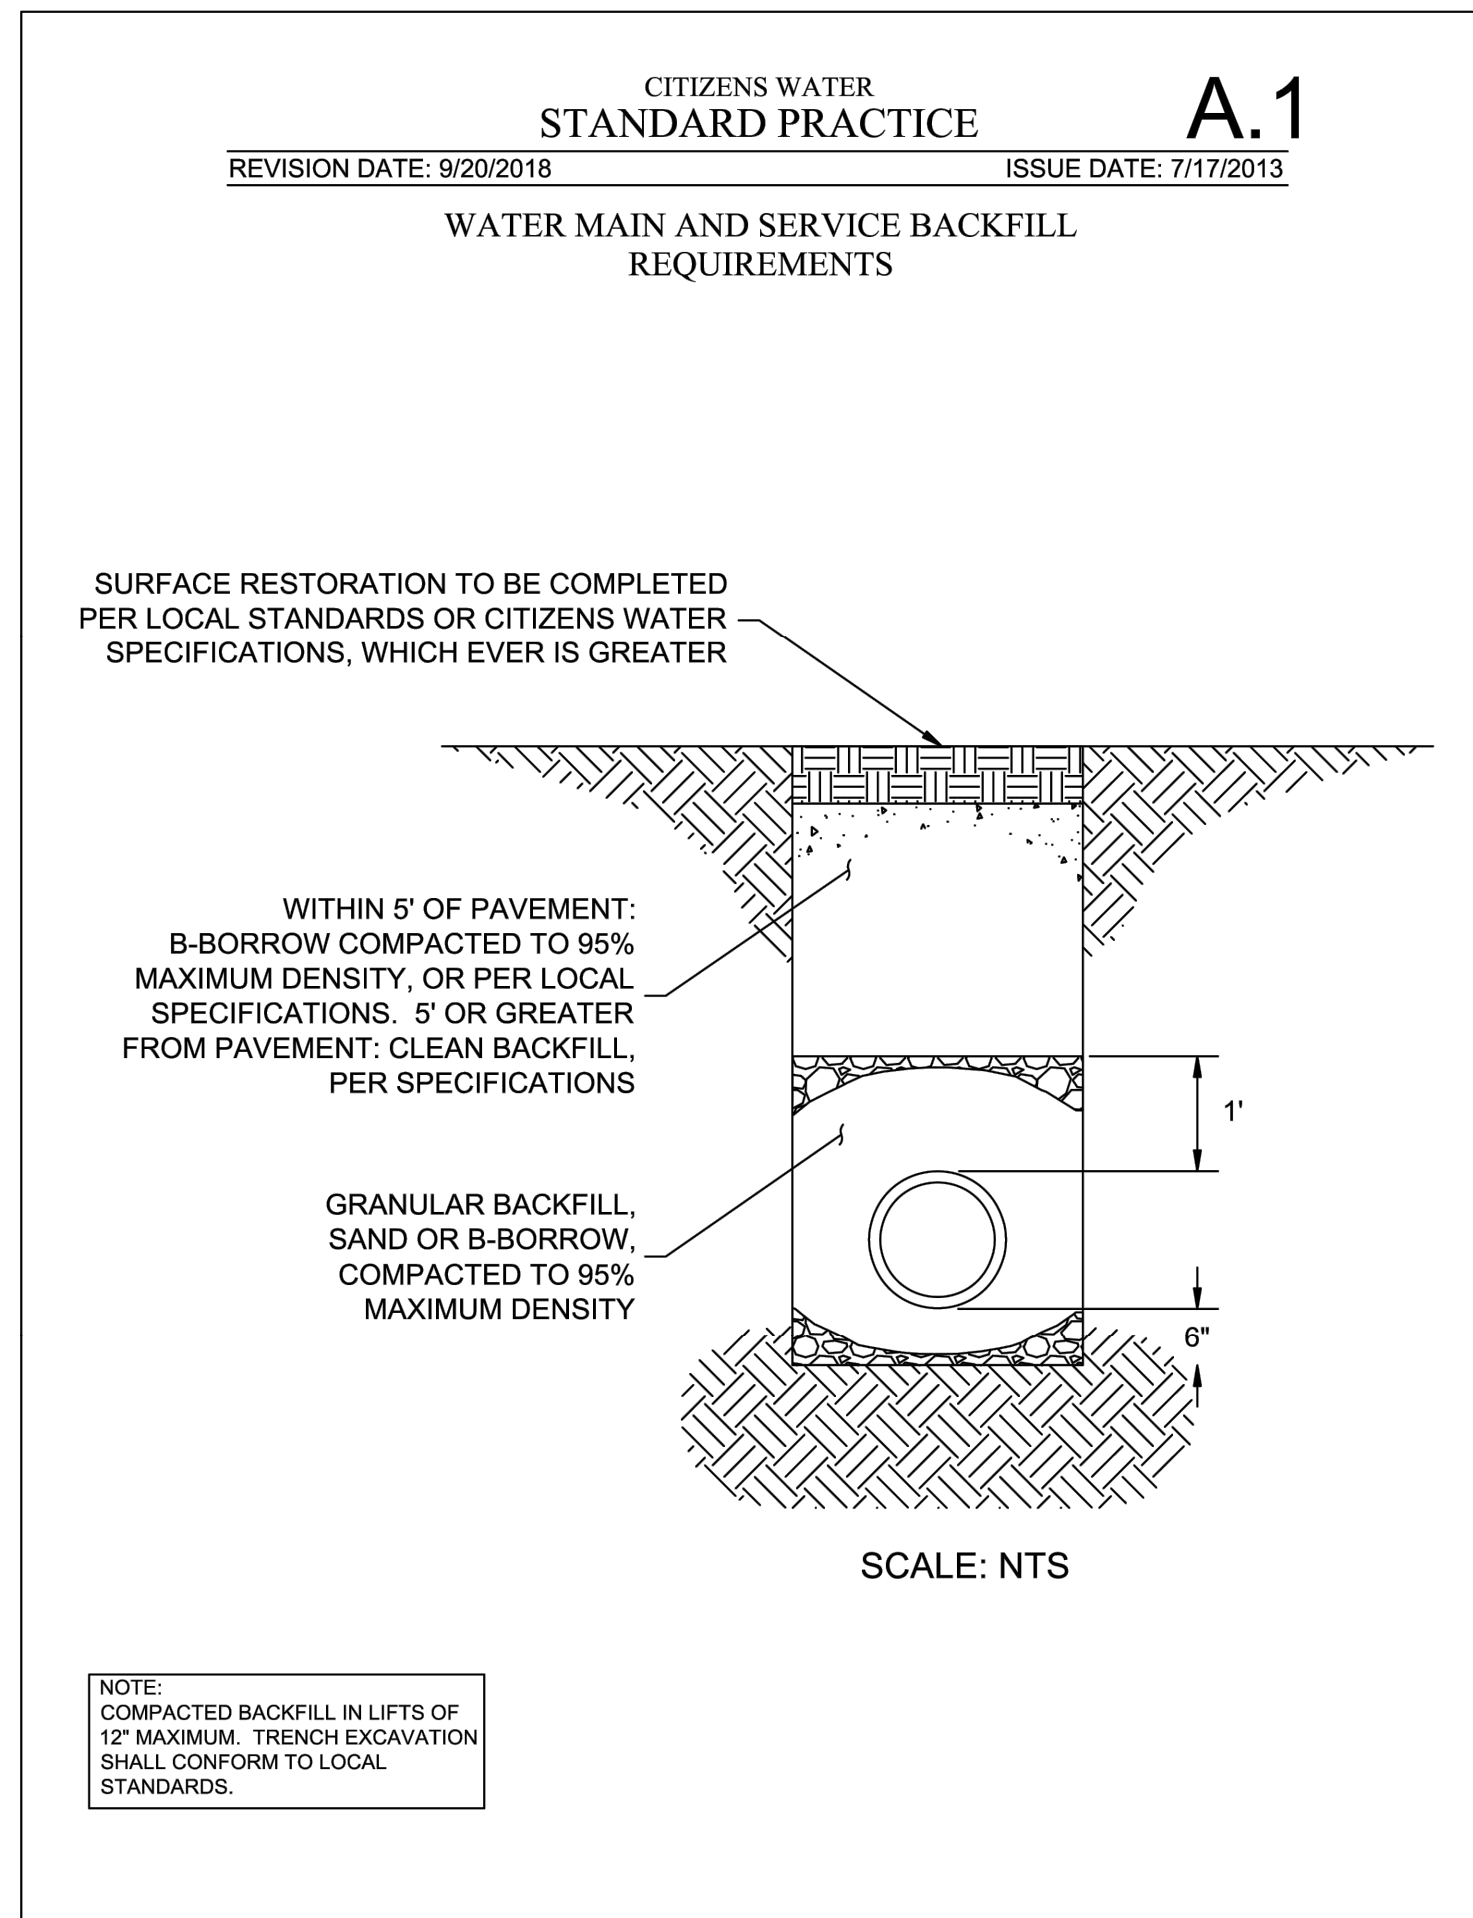 CITIZENS WATER
STANDARD PRACTICE
A.1
REVISION DATE: 9/20/2018
ISSUE DATE: 7/17/2013
WATER MAIN AND SERVICE BACKFILL
REQUIREMENTS
SURFACE RESTORATION TO BE COMPLETED
PER LOCAL STANDARDS OR CITIZENS WATER
SPECIFICATIONS, WHICH EVER IS GREATER
WITHIN 5' OF PAVEMENT:
B-BORROW COMPACTED TO 95%
MAXIMUM DENSITY, OR PER LOCAL
SPECIFICATIONS. 5' OR GREATER
FROM PAVEMENT: CLEAN BACKFILL,
PER SPECIFICATIONS
1'
GRANULAR BACKFILL,
SAND OR B-BORROW,
COMPACTED TO 95%
MAXIMUM DENSITY
6"
SCALE: NTS
NOTE:
COMPACTED BACKFILL IN LIFTS OF
12" MAXIMUM. TRENCH EXCAVATION
SHALL CONFORM TO LOCAL
STANDARDS.